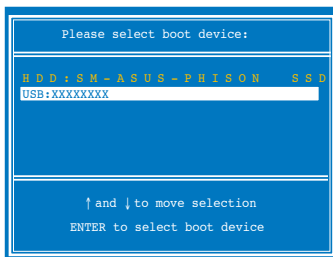 Please select boot device:
HDD:SM-ASUS-PHISON SSD
USB:XXXXXXXX
↑and ↓to move selection
ENTER to select boot device